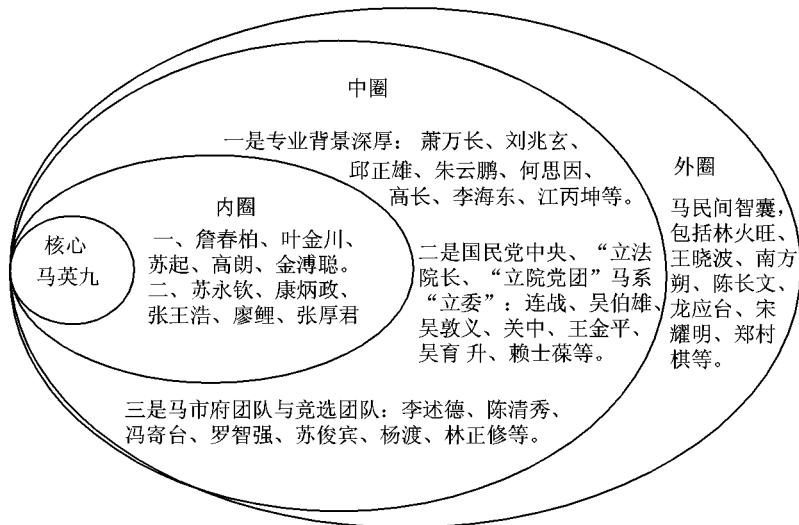 中圈
一是专业背景深厚：萧万长、刘兆玄、
邱正雄、朱云鹏、何思因、
高长、李海东、江丙坤等。
外圈
马民间智囊，
包括林火旺、
王晓波、南方
朔、陈长文、
龙应台、宋
耀明、郑村
棋等。
内圈
一、詹春柏、叶金川、
苏起、高朗、金溥聪。
二、苏永钦、康炳政、
张王浩、廖鲤、张厚君
核心
马英九
二是国民党中央、“立法
院长、“立院党团”马系
“立委”：连战、吴伯雄、
吴敦义、关中、王金平、
吴育 升、赖士葆等。
三是马市府团队与竞选团队：李述德、陈清秀、
冯寄台、罗智强、苏俊宾、杨渡、林正修等。